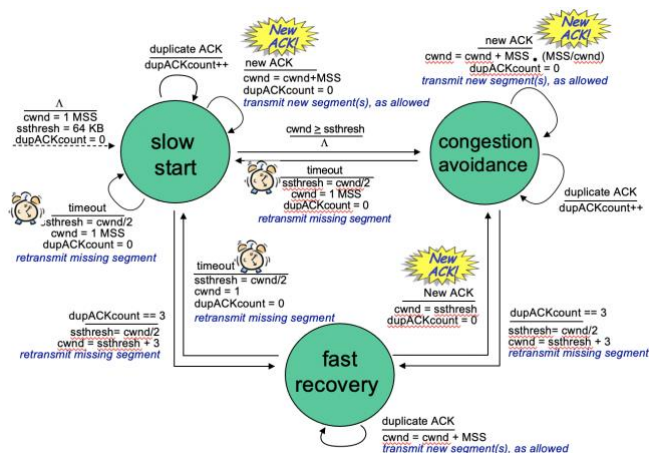 New
ACK!
duplicate ACK
dupACKcount++
new ACK
cwnd = cwnd+MSS
dupACKcount = 0
transmit new segment(s), as allowed
New
ACK!
new ACK
cwnd = cwnd + MSS • (MSS/cwnd)
dupACKcount = 0
transmit new segment(s), as allowed
Λ
cwnd = 1 MSS
ssthresh = 64 KB
dupACKcount = 0
slow
start
cwnd ≥ ssthresh
Λ
congestion
avoidance
timeout
ssthresh = cwnd/2
cwnd = 1 MSS
dupACKcount = 0
retransmit missing segment
timeout
ssthresh = cwnd/2
cwnd = 1 MSS
dupACKcount = 0
retransmit missing segment
duplicate ACK
dupACKcount++
timeout
ssthresh = cwnd/2
cwnd = 1
dupACKcount = 0
retransmit missing segment
New
ACK!
New ACK
cwnd = ssthresh
dupACKcount = 0
dupACKcount == 3
ssthresh= cwnd/2
cwnd = ssthresh + 3
retransmit missing segment
dupACKcount == 3
ssthresh= cwnd/2
cwnd = ssthresh + 3
retransmit missing segment
fast
recovery
duplicate ACK
cwnd = cwnd + MSS
transmit new segment(s), as allowed